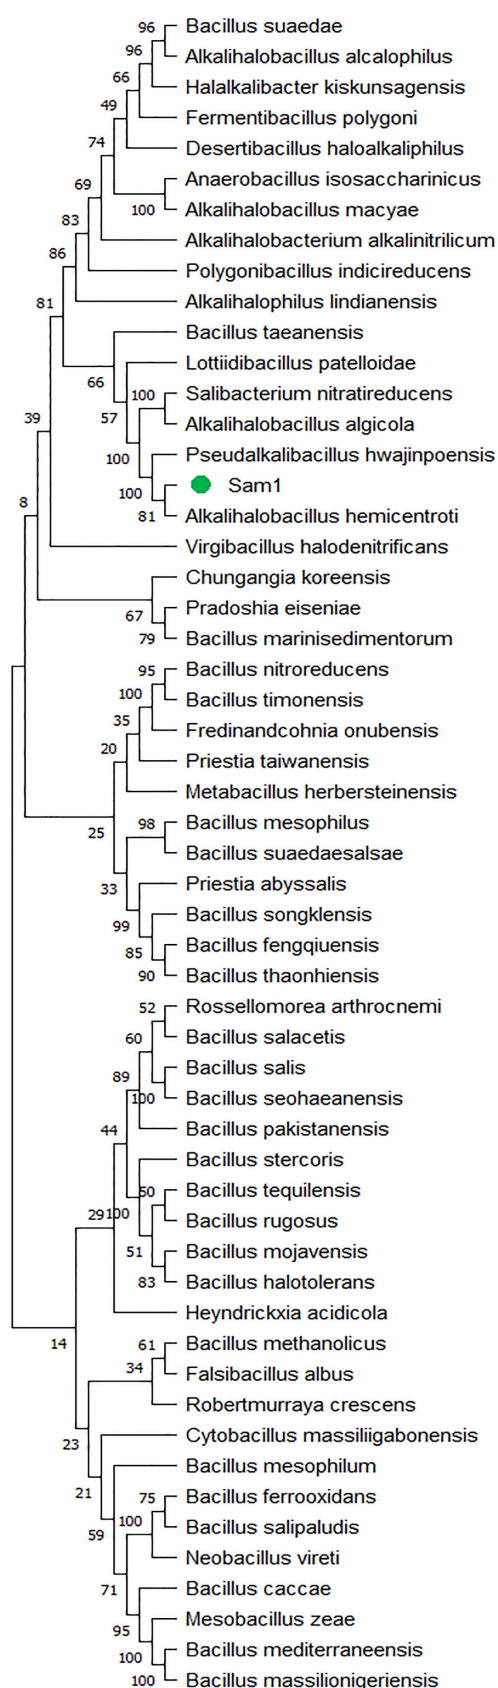 96
Bacillus suaedae
96
Alkalihalobacillus alcalophilus
66
Halalkalibacter kiskunsagensis
49
Fermentibacillus polygoni
74
Desertibacillus haloalkaliphilus
69
Anaerobacillus isosaccharinicus
100
Alkalihalobacillus macyae
83
Alkalihalobacterium alkalinitrilicum
86
Polygonibacillus indicireducens
81
Alkalihalophilus lindianensis
Bacillus taeanensis
66
Lottiidibacillus patelloidae
100
Salibacterium nitratireducens
39
57
Alkalihalobacillus algicola
100
Pseudalkalibacillus hwajinpoensis
100
Sam1
8
81
Alkalihalobacillus hemicentroti
Virgibacillus halodenitrificans
Chungangia koreensis
67
Pradoshia eiseniae
79
Bacillus marinisedimentorum
95
Bacillus nitroreducens
100
Bacillus timonensis
35
Fredinandcohnia onubensis
20
Priestia taiwanensis
Metabacillus herbersteinensis
25
98
Bacillus mesophilus
Bacillus suaedaesalsae
33
Priestia abyssalis
99
Bacillus songklensis
85
Bacillus fengqiuensis
90
Bacillus thaonhiensis
52
Rossellomorea arthrocnemi
60
Bacillus salacetis
89
Bacillus salis
100
Bacillus seohaeanensis
44
Bacillus pakistanensis
Bacillus stercoris
50
Bacillus tequilensis
29
100
Bacillus rugosus
51
Bacillus mojavensis
83
Bacillus halotolerans
Heyndrickxia acidicola
14
61
Bacillus methanolicus
34
Falsibacillus albus
Robertmurraya crescens
23
Cytobacillus massiliigabonensis
21
Bacillus mesophilum
75
Bacillus ferrooxidans
59
100
Bacillus salipaludis
Neobacillus vireti
71
Bacillus caccae
95
Mesobacillus zeae
100
Bacillus mediterraneensis
100
Bacillus massilionigeriensis